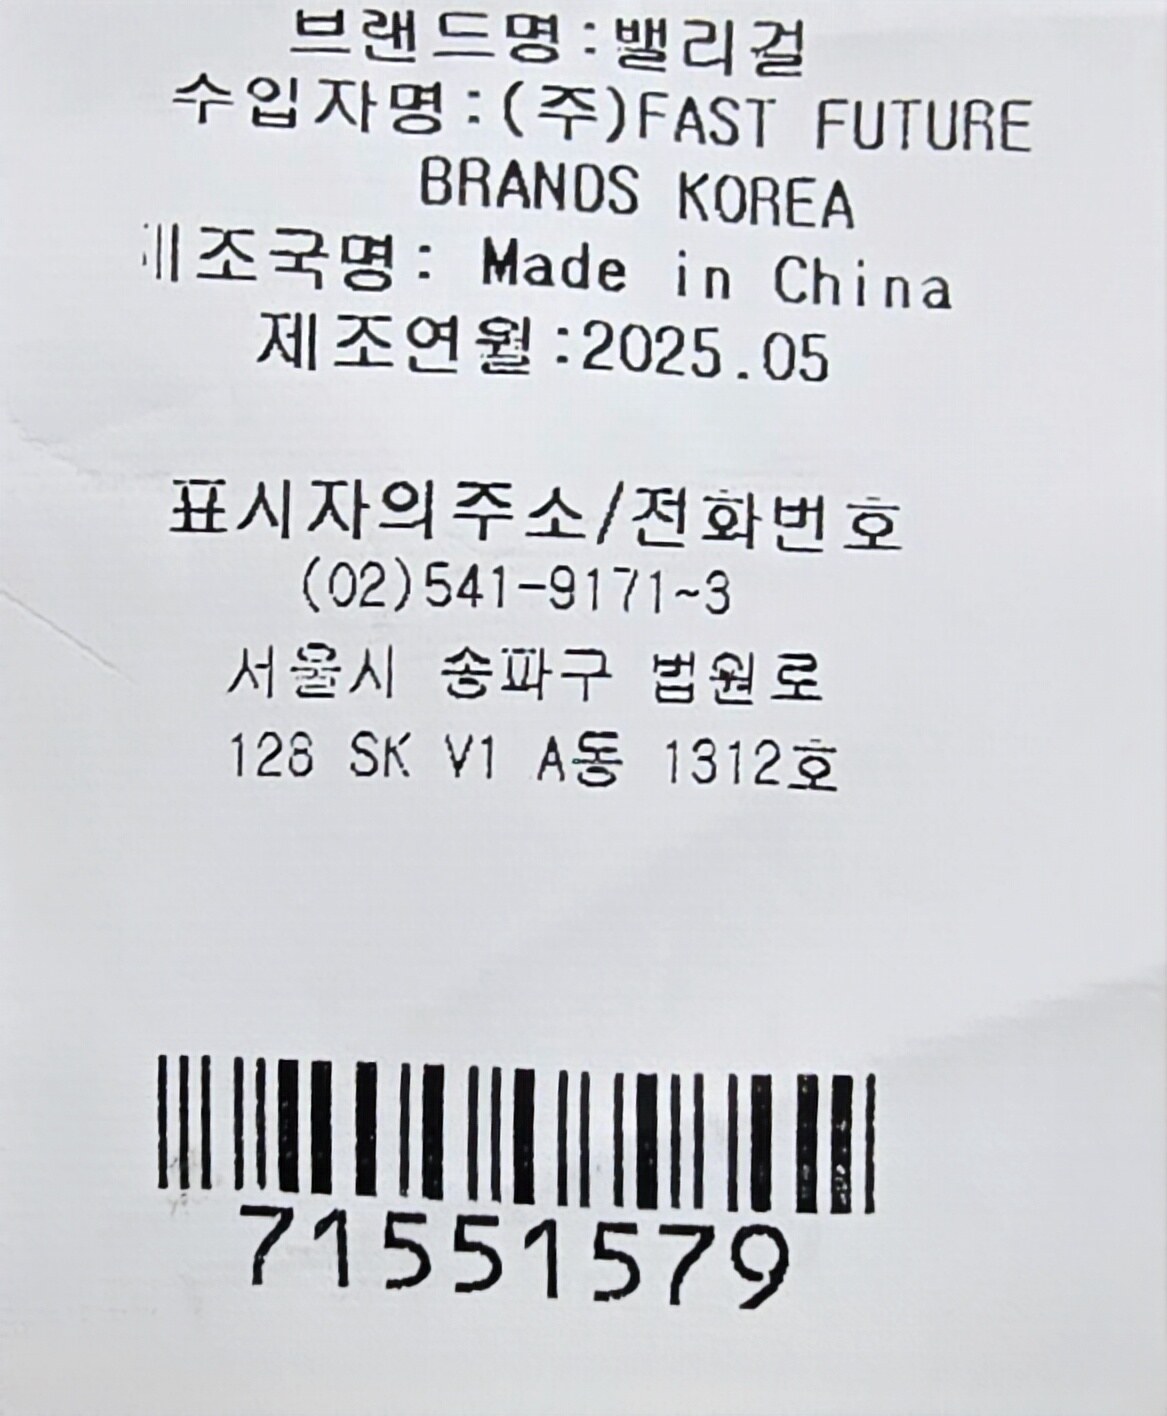 브랜드명:밸리걸
수입자명:(주)FAST FUTURE
BRANDS KOREA
제조국명: Made in China
제조연월:2025.05
표시자의주소/전화번호
(02)541-9171~3
서울시 송파구 법원로
128 SK V1 A동 1312호
71551579